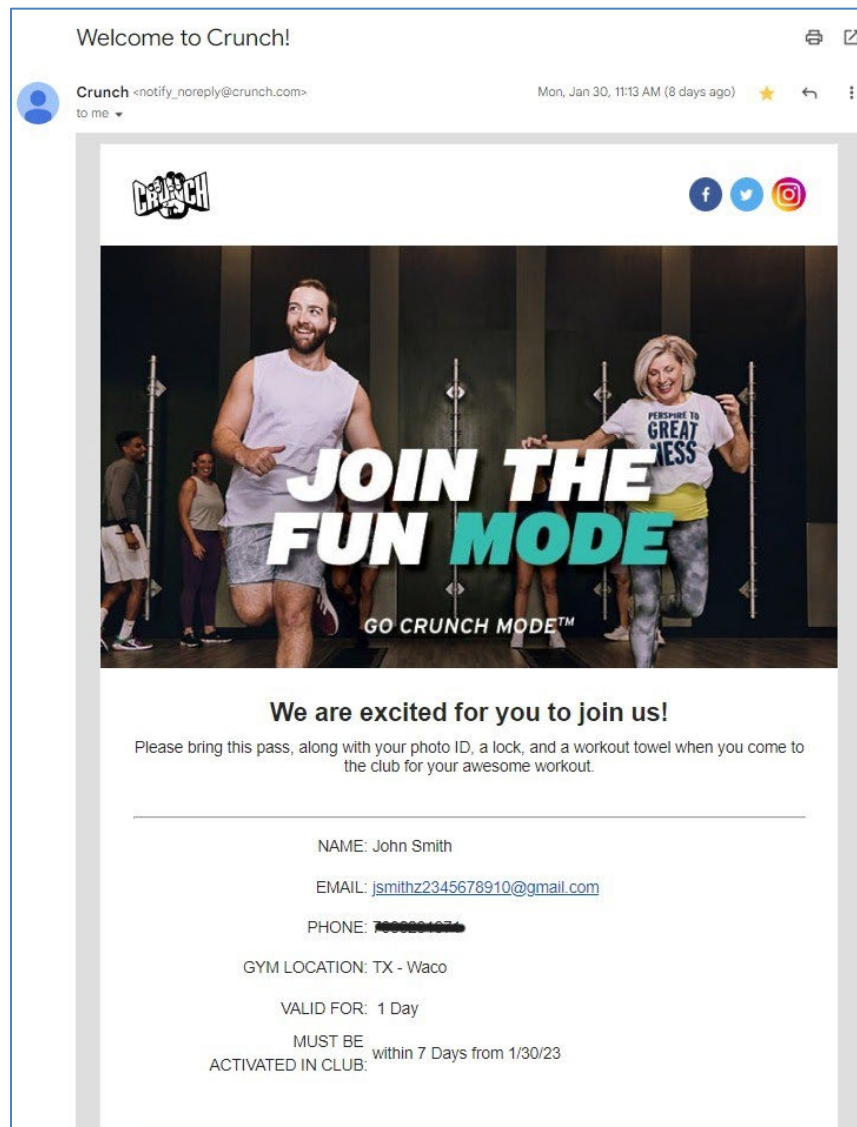 Welcome to Crunch!
Crunch <notify_noreply@crunch.com>
Mon, Jan 30, 11:13 AM (8 days ago)
to me
CRUNCH
PERSPIRE TO
GREAT
NESS
JOIN THE
FUN MODE
GO CRUNCH MODE™
We are excited for you to join us!
Please bring this pass, along with your photo ID, a lock, and a workout towel when you come to
the club for your awesome workout.
NAME: John Smith
EMAIL: jsmithz2345678910@gmail.com
PHONE:
GYM LOCATION: TX - Waco
VALID FOR: 1 Day
MUST BE
ACTIVATED IN CLUB: within 7 Days from 1/30/23